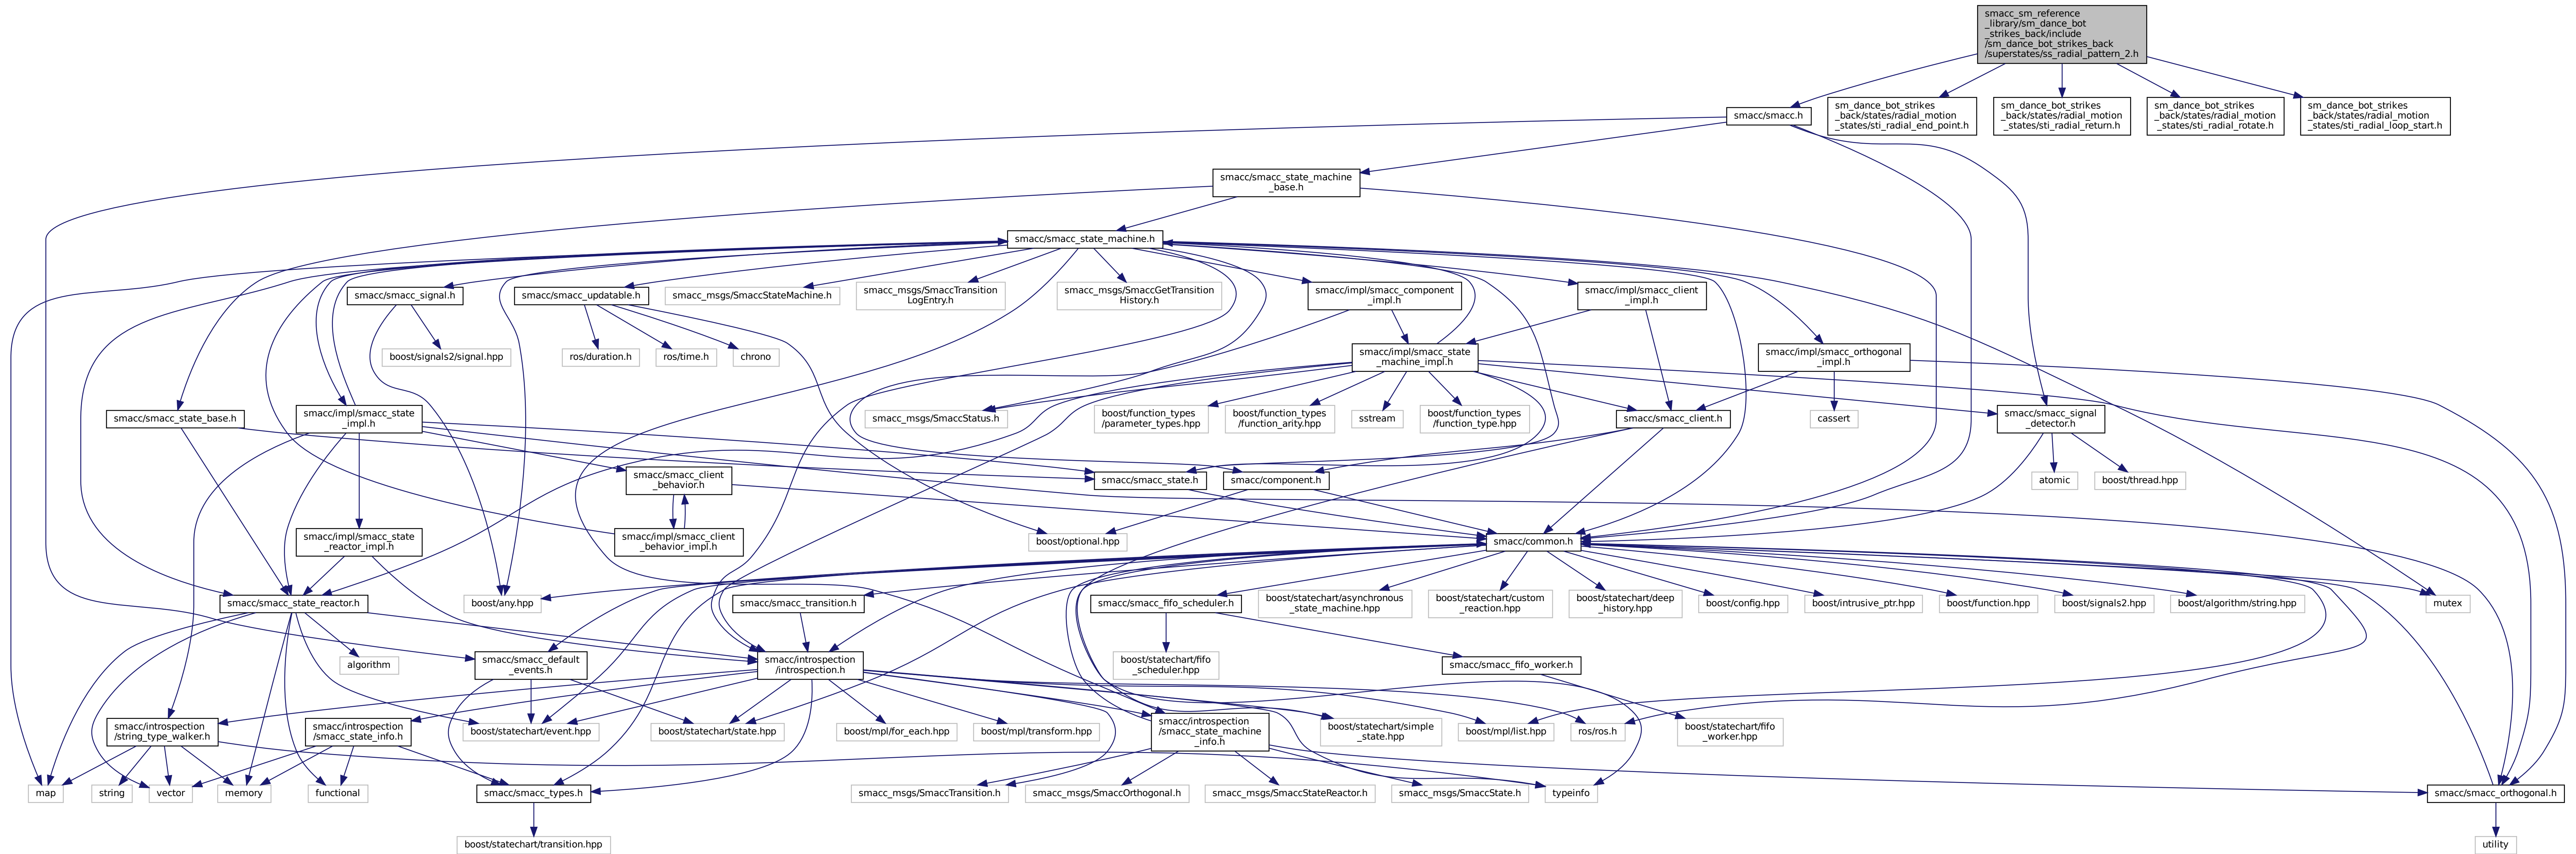 smacc_sm_reference
_library/sm_dance_bot
_strikes_back/include
/sm_dance_bot_strikes_back
/superstates/ss_radial_pattern_2.h
smacc/smacc.h
sm_dance_bot_strikes
_back/states/radial_motion
_states/sti_radial_end_point.h
sm_dance_bot_strikes
_back/states/radial_motion
_states/sti_radial_return.h
sm_dance_bot_strikes
_back/states/radial_motion
_states/sti_radial_rotate.h
sm_dance_bot_strikes
_back/states/radial_motion
_states/sti_radial_loop_start.h
smacc/smacc_state_machine
_base.h
smacc/smacc_state_machine.h
smacc/smacc_signal.h
smacc/smacc_updatable.h
smacc_msgs/SmaccStateMachine.h
smacc_msgs/SmaccTransition
LogEntry.h
smacc_msgs/SmaccGetTransition
History.h
smacc/impl/smacc_component
_impl.h
smacc/impl/smacc_client
_impl.h
boost/signals2/signal.hpp
ros/duration.h
ros/time.h
chrono
smacc/impl/smacc_state
_machine_impl.h
smacc/impl/smacc_orthogonal
_impl.h
smacc/smacc_state_base.h
smacc/impl/smacc_state
_impl.h
smacc_msgs/SmaccStatus.h
boost/function_types
/parameter_types.hpp
boost/function_types
/function_arity.hpp
sstream
boost/function_types
/function_type.hpp
smacc/smacc_client.h
cassert
smacc/smacc_signal
_detector.h
smacc/smacc_client
_behavior.h
smacc/smacc_state.h
smacc/component.h
atomic
boost/thread.hpp
smacc/impl/smacc_state
_reactor_impl.h
smacc/impl/smacc_client
_behavior_impl.h
boost/optional.hpp
smacc/common.h
smacc/smacc_state_reactor.h
boost/any.hpp
smacc/smacc_transition.h
smacc/smacc_fifo_scheduler.h
boost/statechart/asynchronous
_state_machine.hpp
boost/statechart/custom
_reaction.hpp
boost/statechart/deep
_history.hpp
boost/config.hpp
boost/intrusive_ptr.hpp
boost/function.hpp
boost/signals2.hpp
boost/algorithm/string.hpp
mutex
algorithm
smacc/smacc_default
_events.h
smacc/introspection
/introspection.h
boost/statechart/fifo
_scheduler.hpp
smacc/smacc_fifo_worker.h
smacc/introspection
/string_type_walker.h
smacc/introspection
/smacc_state_info.h
boost/statechart/event.hpp
boost/statechart/state.hpp
boost/mpl/for_each.hpp
boost/mpl/transform.hpp
smacc/introspection
/smacc_state_machine
_info.h
boost/statechart/simple
_state.hpp
boost/mpl/list.hpp
ros/ros.h
boost/statechart/fifo
_worker.hpp
map
string
vector
memory
functional
smacc/smacc_types.h
smacc_msgs/SmaccTransition.h
smacc_msgs/SmaccOrthogonal.h
smacc_msgs/SmaccStateReactor.h
smacc_msgs/SmaccState.h
typeinfo
smacc/smacc_orthogonal.h
boost/statechart/transition.hpp
utility